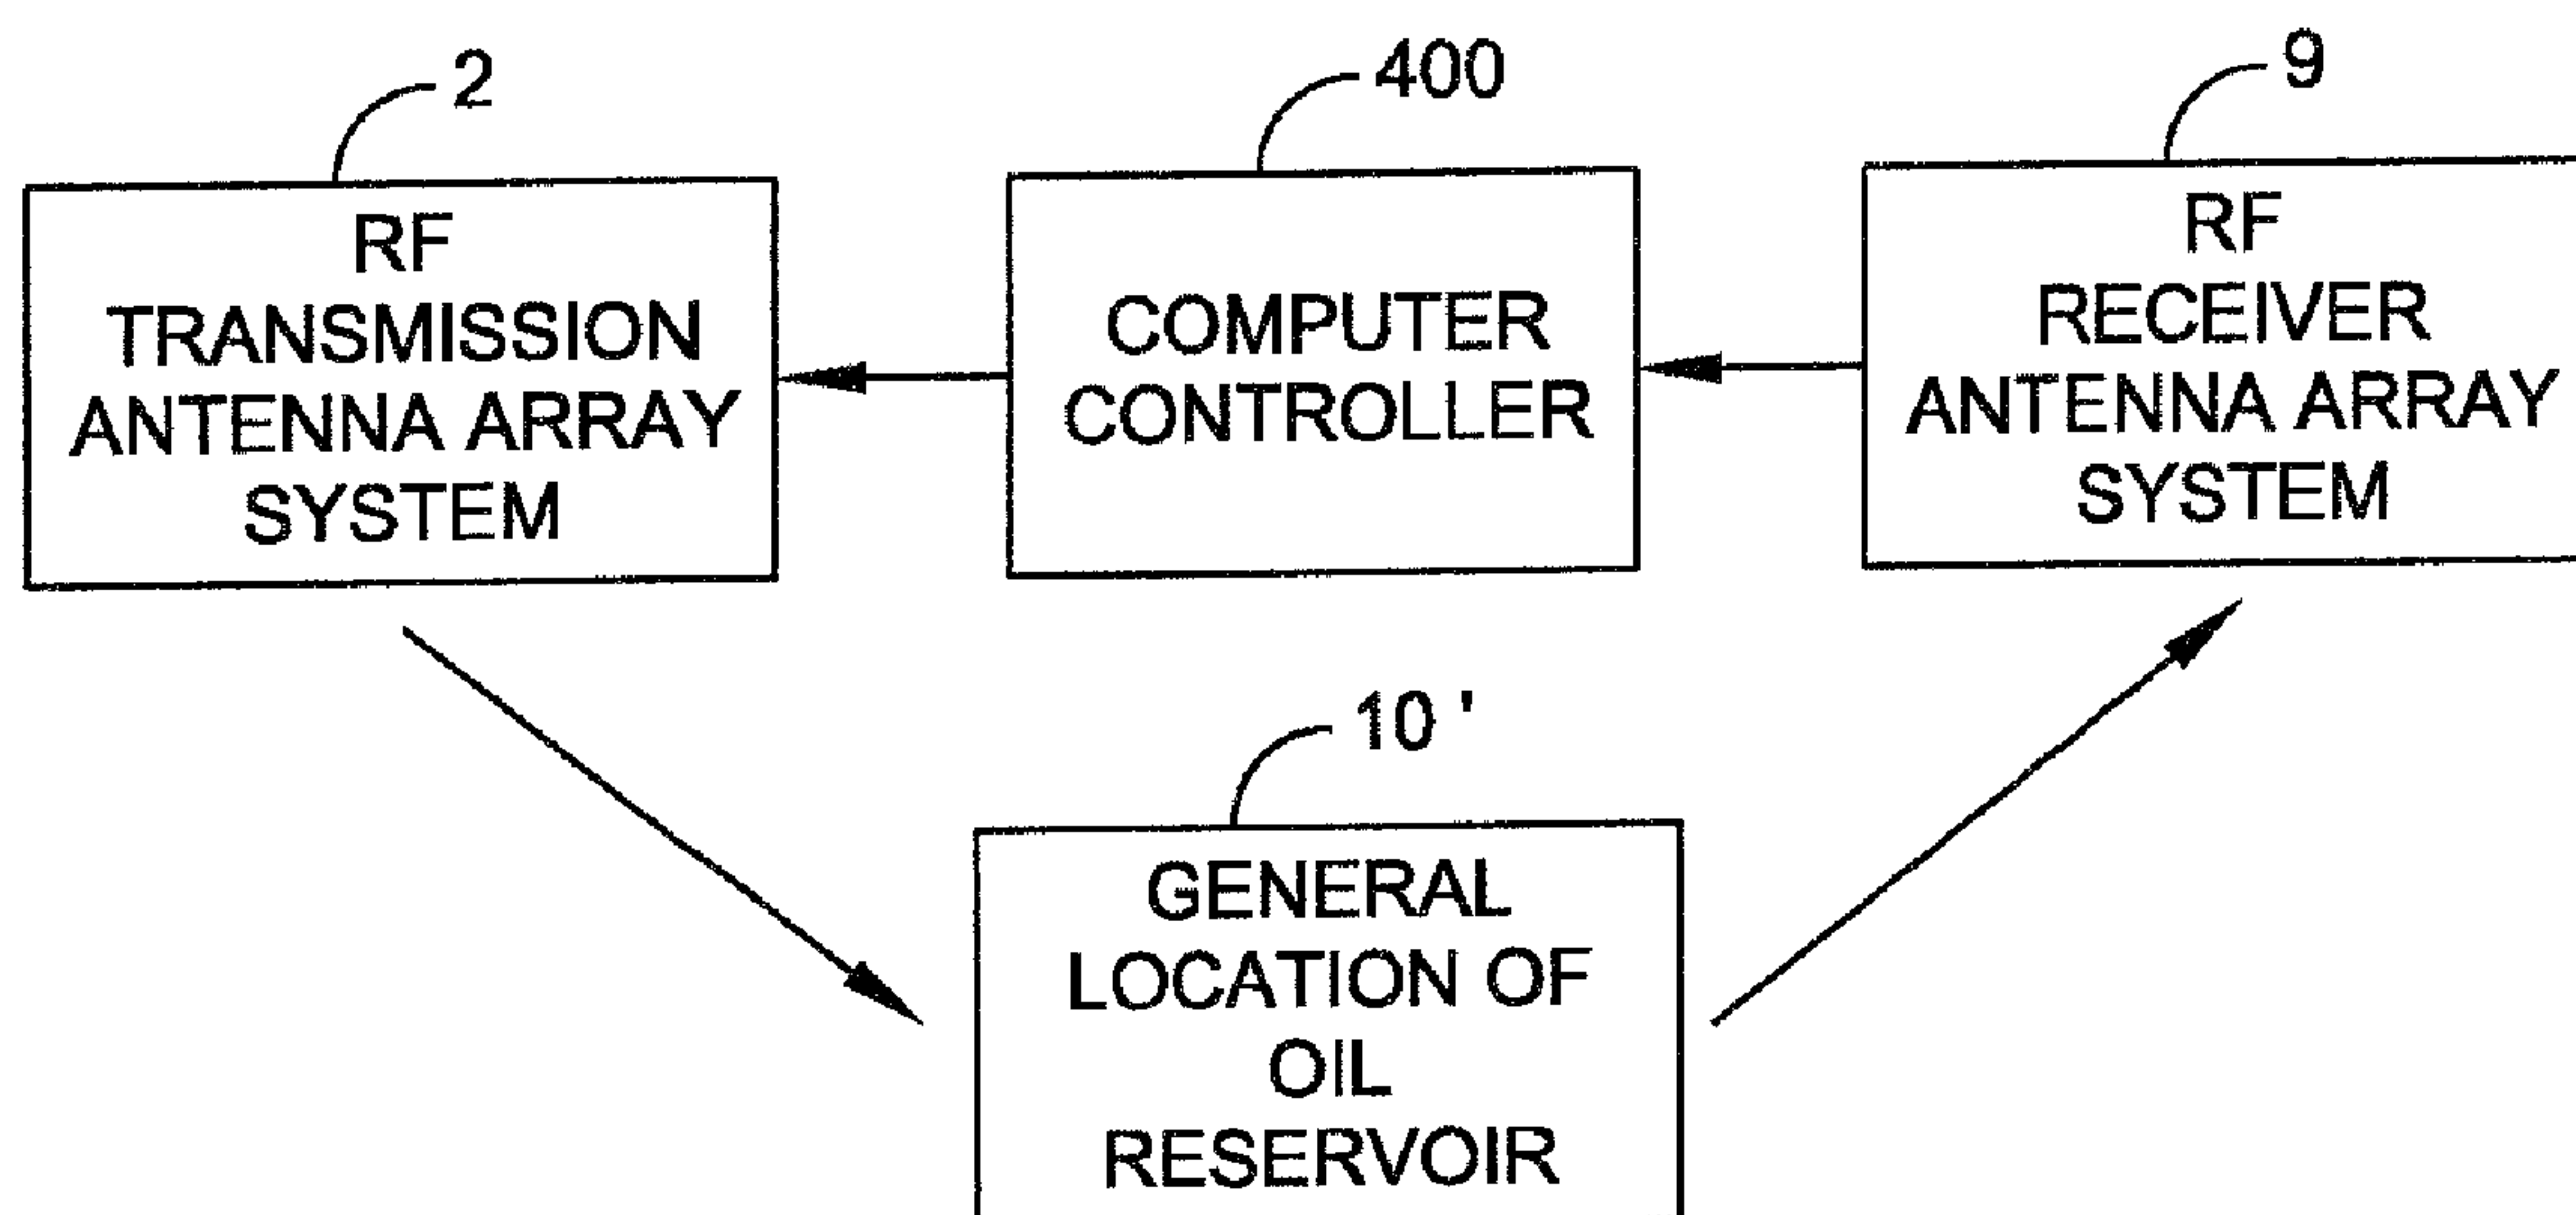 2
400
9
RF
TRANSMISSION
ANTENNA ARRAY
SYSTEM
COMPUTER
CONTROLLER
RF
RECEIVER
ANTENNA ARRAY
SYSTEM
10 '
GENERAL
LOCATION OF
OIL
RESERVOIR